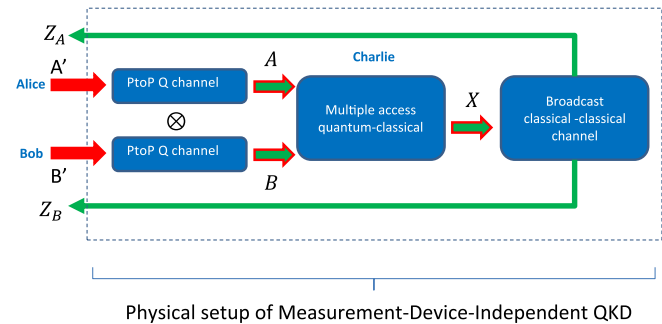 Z_A
A'
A
Charlie
Alice
PtoP Q channel
Multiple access
quantum-classical
X
Broadcast
classical -classical
channel
⊗
Bob
PtoP Q channel
B'
B
Z_B
Physical setup of Measurement-Device-Independent QKD